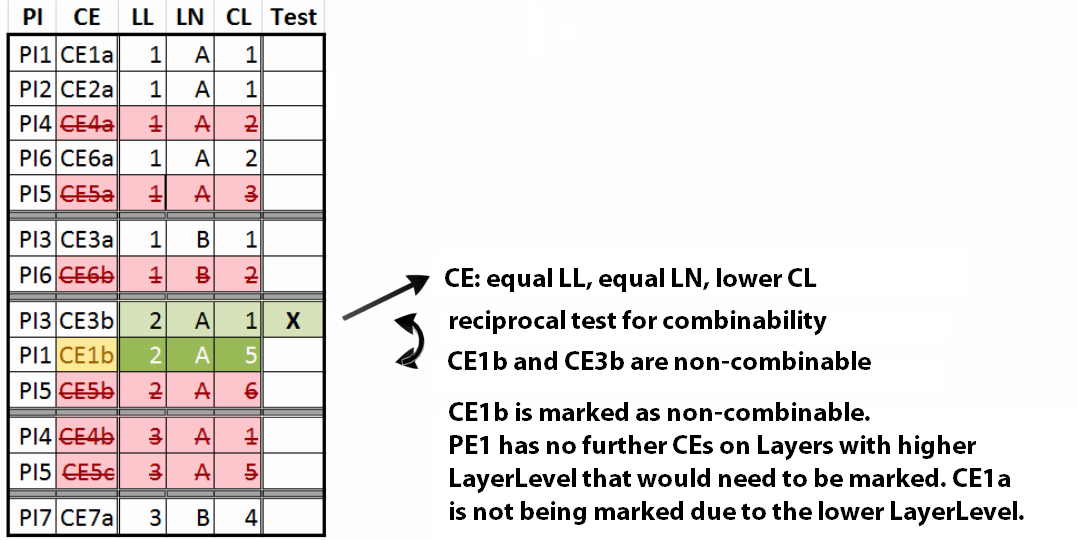 PI CE LL LN CL Test
PI1 CE1a 1 A 1
PI2 CE2a 1 A 1
PI4 CE4a 1 A 2
PI6 CE6a 1 A 2
PI5 CE5a 1 A 3
PI3 CE3a 1 B 1
PI6 CE6b 1 B 2
PI3 CE3b 2 A 1 X
PI1 CE1b 2 A 5
PI5 CE5b 2 A 6
PI4 CE4b 3 A 1
PI5 CE5c 3 A 5
PI7 CE7a 3 B 4
CE: equal LL, equal LN, lower CL
reciprocal test for combinability
CE1b and CE3b are non-combinable
CE1b is marked as non-combinable.
PE1 has no further CEs on Layers with higher
LayerLevel that would need to be marked. CE1a
is not being marked due to the lower LayerLevel.